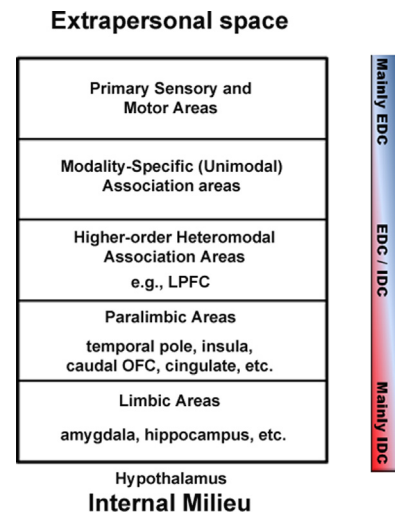 Extrapersonal space
Primary Sensory and
Motor Areas
Modality-Specific (Unimodal)
Association areas
Higher-order Heteromodal
Association Areas
e.g., LPFC
Paralimbic Areas
temporal pole, insula,
caudal OFC, cingulate, etc.
Limbic Areas
amygdala, hippocampus, etc.
Hypothalamus
Internal Milieu
Mainly EDC
EDC / IDC
Mainly IDC